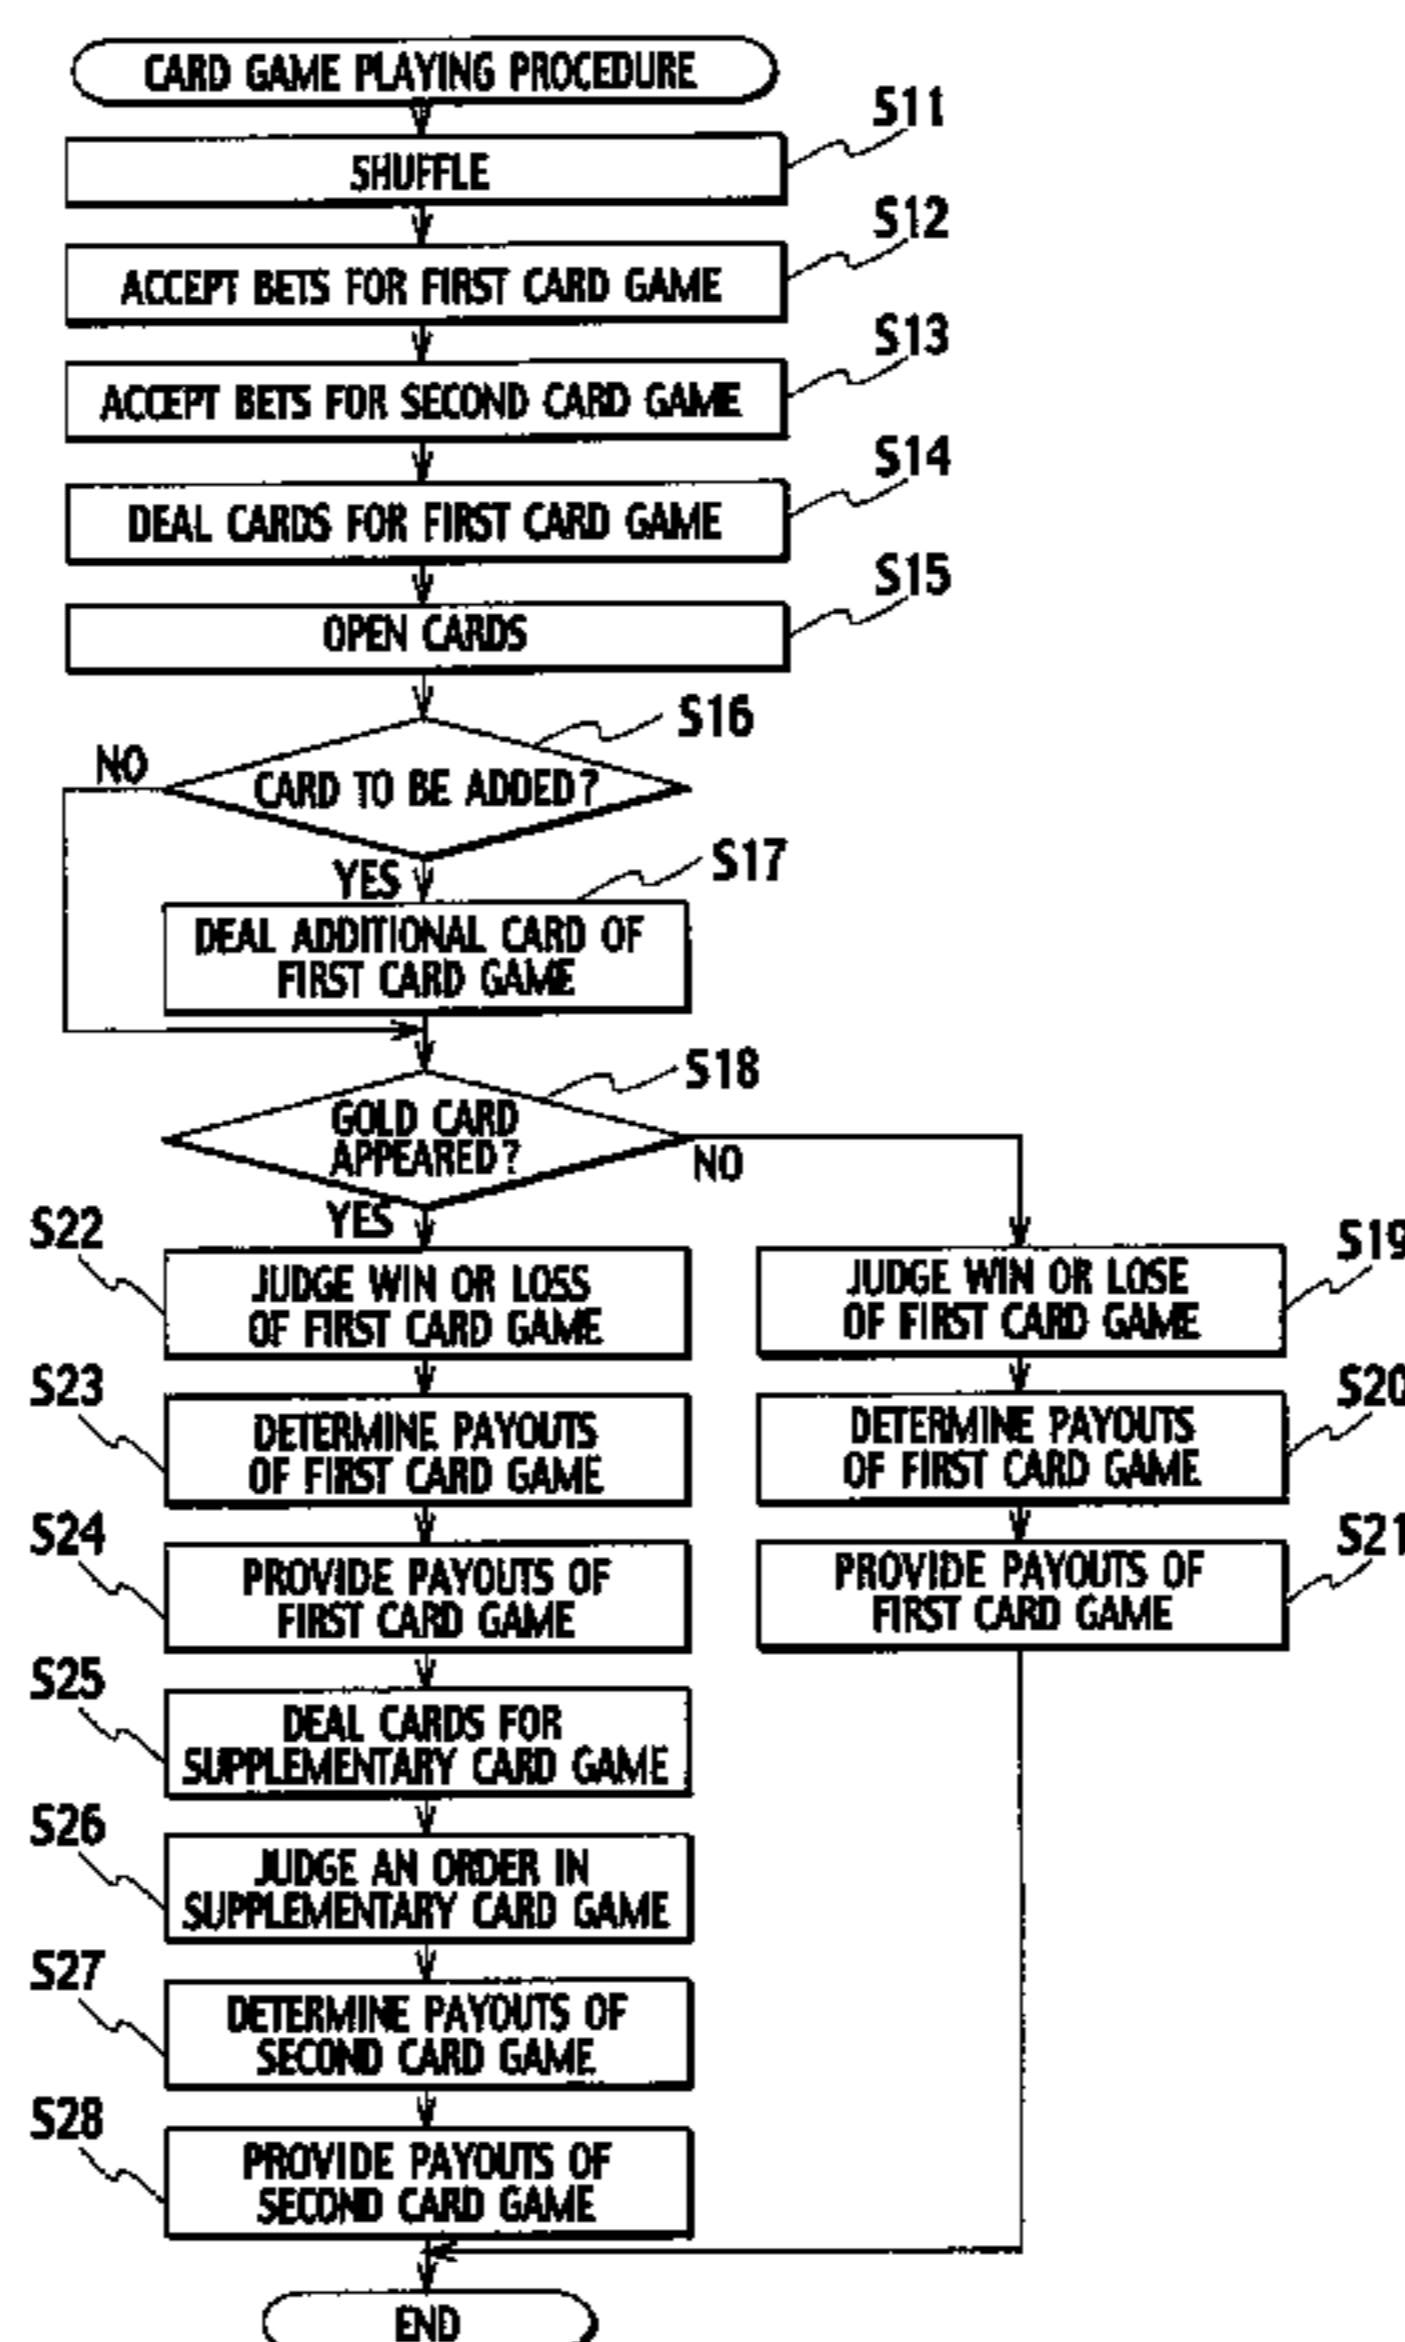 CARD GAME PLAYING PROCEDURE
S11
SHUFFLE
S12
ACCEPT BETS FOR FIRST CARD GAME
S13
ACCEPT BETS FOR SECOND CARD GAME
S14
DEAL CARDS FOR FIRST CARD GAME
S15
OPEN CARDS
S16
NO
CARD TO BE ADDED?
YES
S17
DEAL ADDITIONAL CARD OF
FIRST CARD GAME
S18
GOLD CARD
APPEARED?
NO
YES
S22
JUDGE WIN OR LOSS
OF FIRST CARD GAME
S23
DETERMINE PAYOUTS
OF FIRST CARD GAME
S24
PROVIDE PAYOUTS OF
FIRST CARD GAME
S25
DEAL CARDS FOR
SUPPLEMENTARY CARD GAME
S26
JUDGE AN ORDER IN
SUPPLEMENTARY CARD GAME
S27
DETERMINE PAYOUTS OF
SECOND CARD GAME
S28
PROVIDE PAYOUTS OF
SECOND CARD GAME
S19
JUDGE WIN OR LOSE
OF FIRST CARD GAME
S20
DETERMINE PAYOUTS
OF FIRST CARD GAME
S21
PROVIDE PAYOUTS OF
FIRST CARD GAME
END